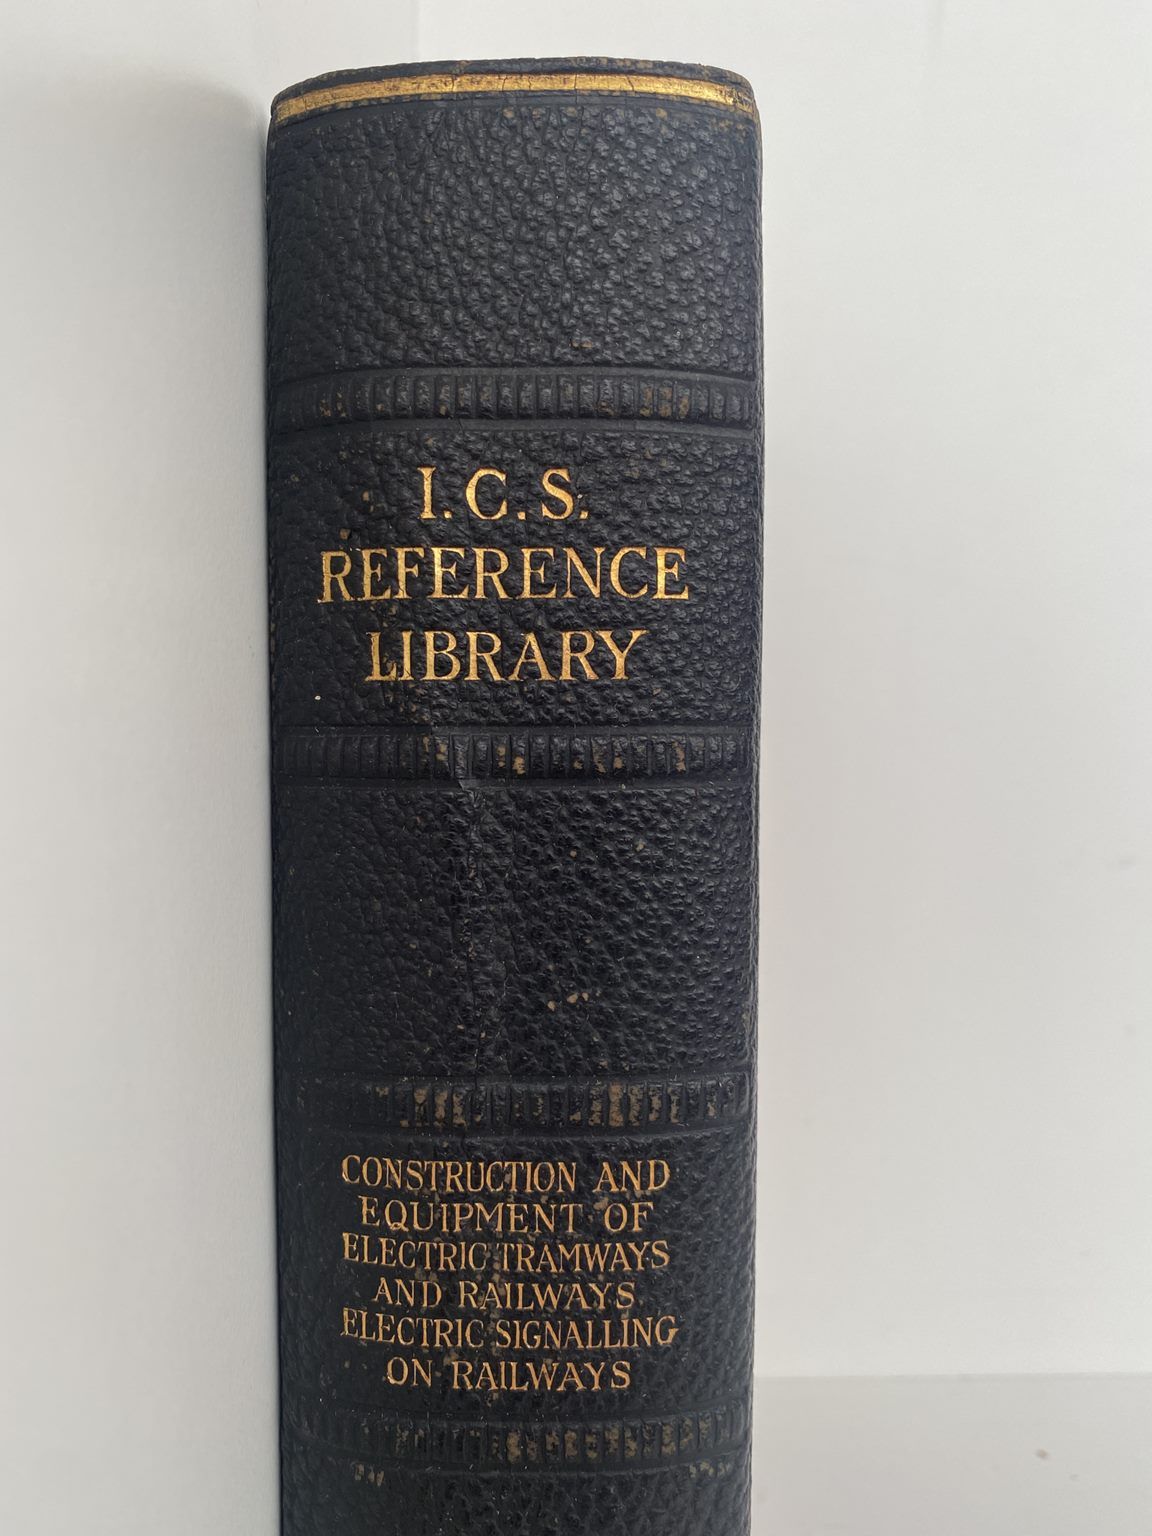 I. C. S.
REFERENCE
LIBRARY
CONSTRUCTION AND
EQUIPMENT OF
ELECTRIC TRAMWAYS
AND RAILWAYS
ELECTRIC SIGNALLING
ON RAILWAYS